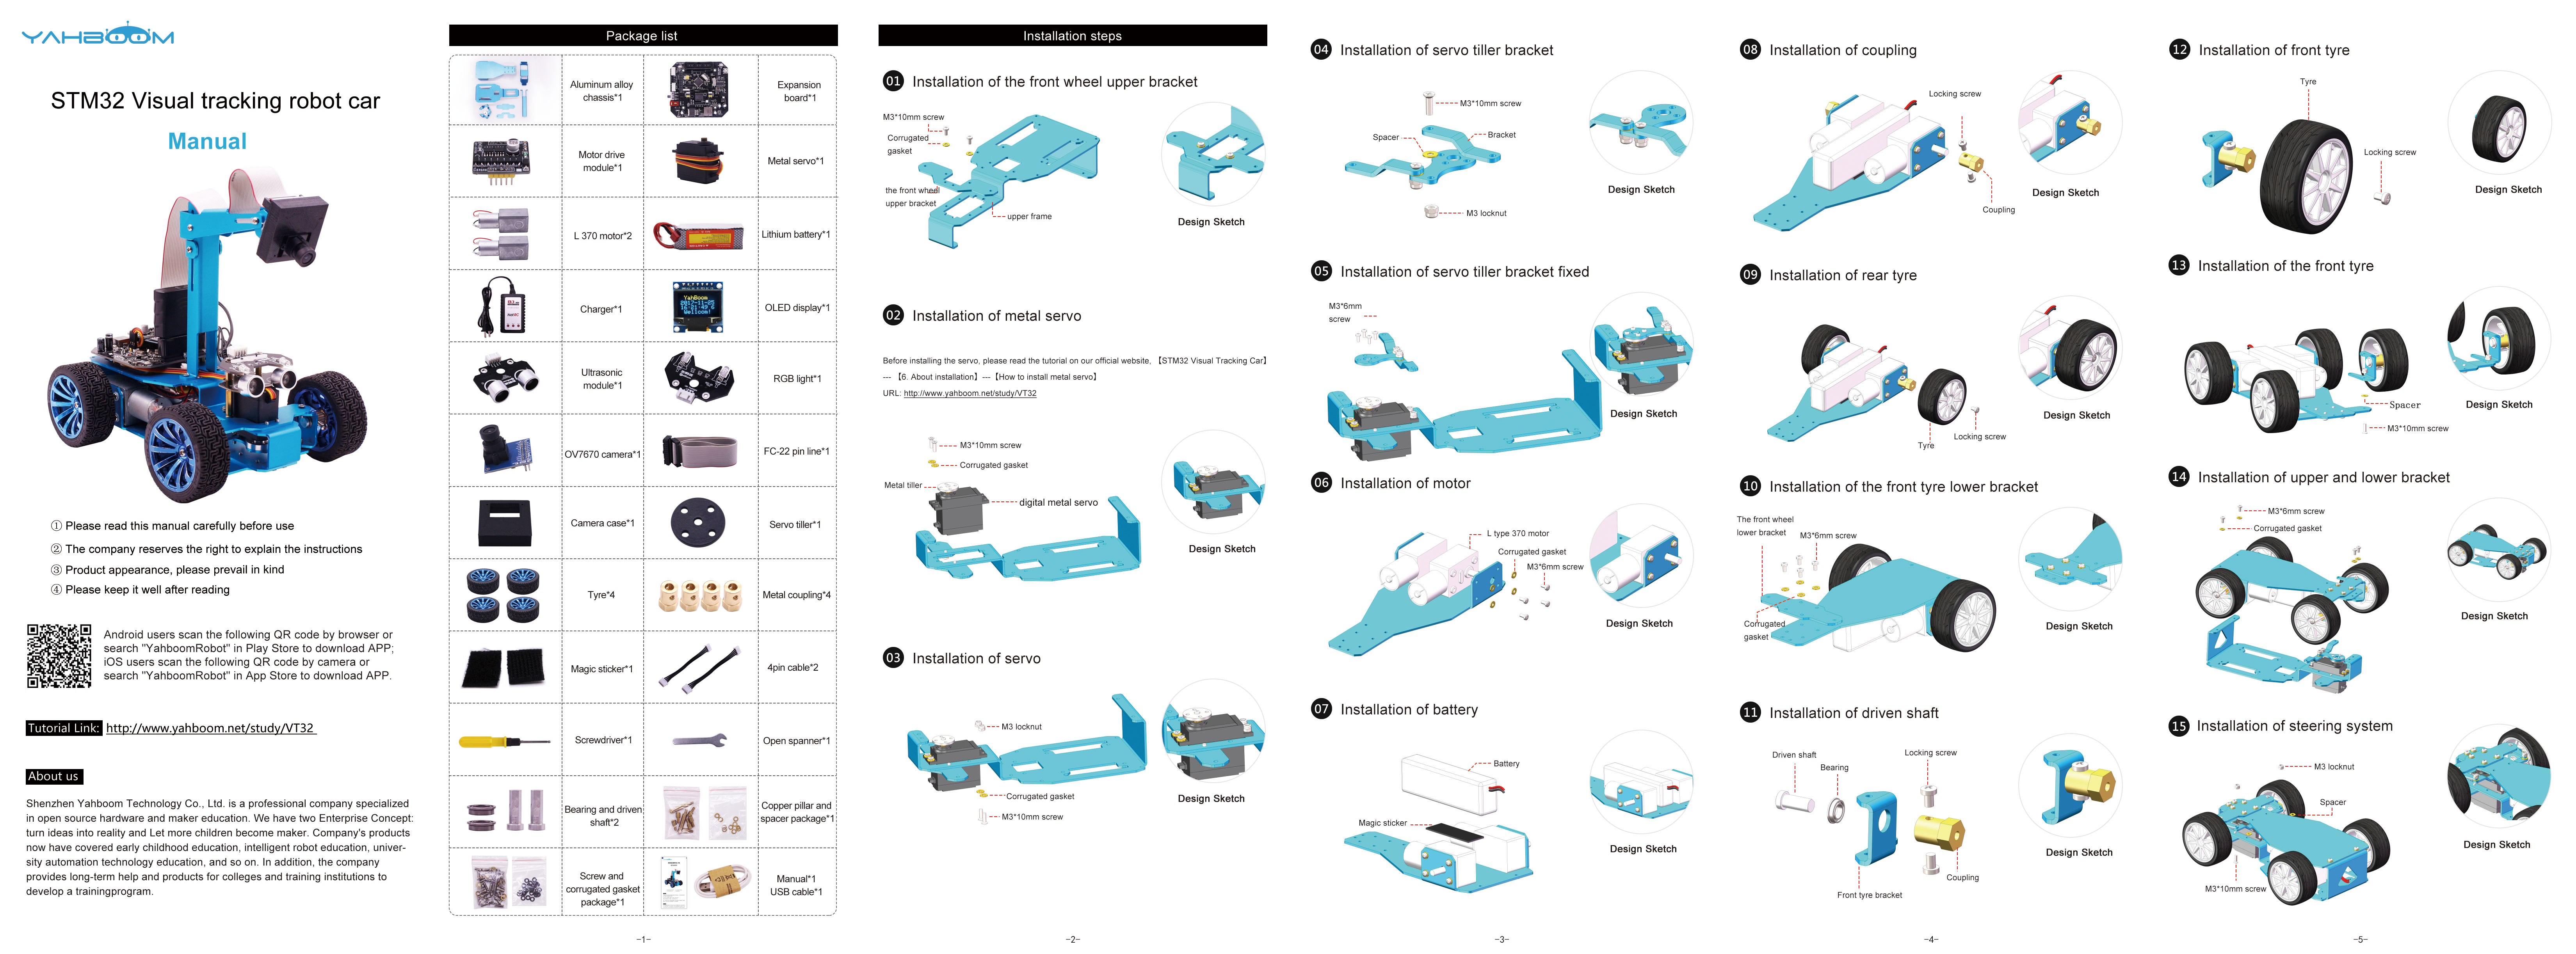 YAHBOOM
STM32 Visual tracking robot car
Manual
① Please read this manual carefully before use
② The company reserves the right to explain the instructions
③ Product appearance, please prevail in kind
④ Please keep it well after reading
Android users scan the following QR code by browser or
search "YahboomRobot" in Play Store to download APP;
iOS users scan the following QR code by camera or
search "YahboomRobot" in App Store to download APP.
Tutorial Link: http://www.yahboom.net/study/VT32
About us
Shenzhen Yahboom Technology Co., Ltd. is a professional company specialized
in open source hardware and maker education. We have two Enterprise Concept:
turn ideas into reality and Let more children become maker. Company's products
now have covered early childhood education, intelligent robot education, univer-
sity automation technology education, and so on. In addition, the company
provides long-term help and products for colleges and training institutions to
develop a trainingprogram.
Package list
Aluminum alloy
chassis*1
Expansion
board*1
Motor drive
module*1
Metal servo*1
L 370 motor*2
Lithium battery*1
Charger*1
YahBoom
2017-11-25
16:21:42 6
Wellcom!
OLED display*1
Ultrasonic
module*1
RGB light*1
OV7670 camera*1
FC-22 pin line*1
Camera case*1
Servo tiller*1
Tyre*4
Metal coupling*4
Magic sticker*1
4pin cable*2
Screwdriver*1
Open spanner*1
Bearing and driven
shaft*2
Copper pillar and
spacer package*1
Screw and
corrugated gasket
package*1
Manual*1
USB cable*1
-1-
Installation steps
01 Installation of the front wheel upper bracket
M3*10mm screw
Corrugated
gasket
the front wheel
upper bracket
upper frame
Design Sketch
02 Installation of metal servo
Before installing the servo, please read the tutorial on our official website, 【STM32 Visual Tracking Car】
--- 【6. About installation】---【How to install metal servo】
URL: http://www.yahboom.net/study/VT32
M3*10mm screw
Corrugated gasket
Metal tiller
digital metal servo
Design Sketch
03 Installation of servo
M3 locknut
Corrugated gasket
M3*10mm screw
Design Sketch
-2-
04 Installation of servo tiller bracket
M3*10mm screw
Spacer
Bracket
M3 locknut
Design Sketch
05 Installation of servo tiller bracket fixed
M3*6mm
screw
Design Sketch
06 Installation of motor
L type 370 motor
Corrugated gasket
M3*6mm screw
Design Sketch
07 Installation of battery
Battery
Magic sticker
Design Sketch
-3-
08 Installation of coupling
Locking screw
Coupling
Design Sketch
09 Installation of rear tyre
Tyre
Locking screw
Design Sketch
10 Installation of the front tyre lower bracket
The front wheel
lower bracket
M3*6mm screw
Corrugated
gasket
Design Sketch
11 Installation of driven shaft
Driven shaft
Bearing
Locking screw
Coupling
Front tyre bracket
Design Sketch
-4-
12 Installation of front tyre
Tyre
Locking screw
Design Sketch
13 Installation of the front tyre
Spacer
M3*10mm screw
Design Sketch
14 Installation of upper and lower bracket
M3*6mm screw
Corrugated gasket
Design Sketch
15 Installation of steering system
M3 locknut
Spacer
M3*10mm screw
Design Sketch
-5-